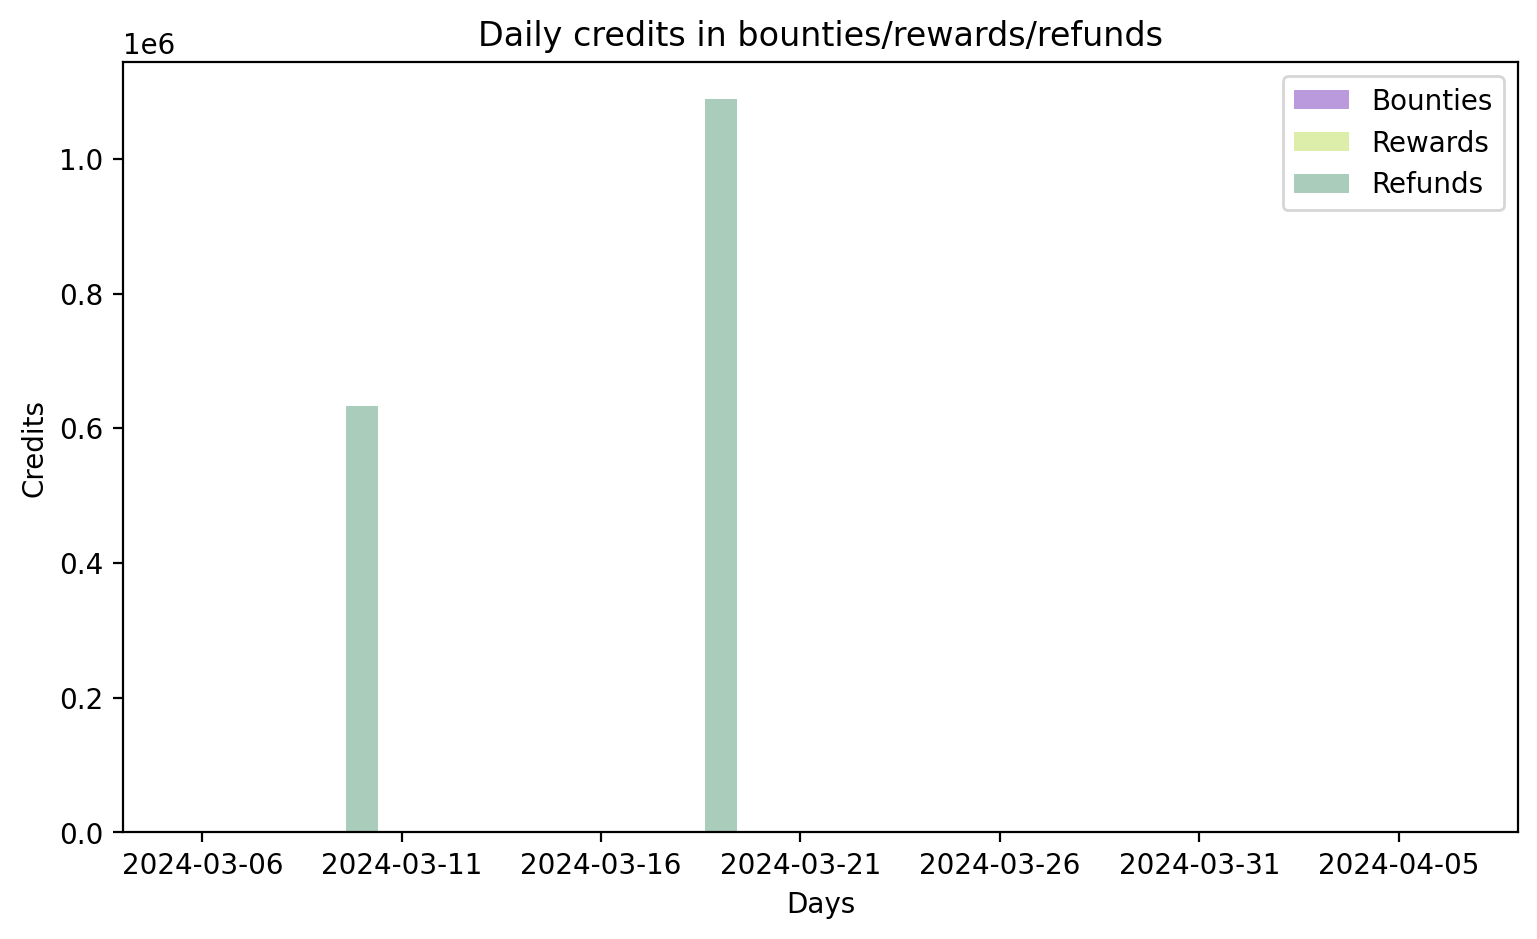 Daily credits in bounties/rewards/refunds
1e6
Bounties
Rewards
Refunds
1.0
0.8
0.6
0.4
0.2
0.0
Credits
2024-03-06 2024-03-11 2024-03-16 2024-03-21 2024-03-26 2024-03-31 2024-04-05
Days